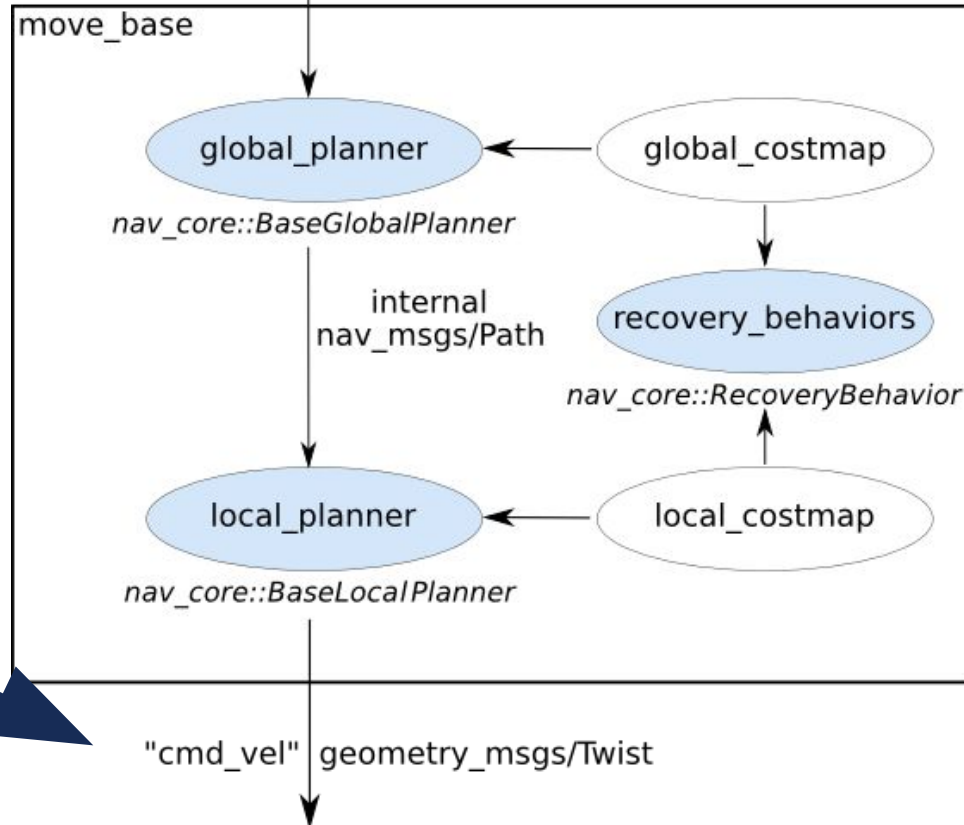 move_base
global_planner
global_costmap
nav_core::BaseGlobalPlanner
internal
nav_msgs/Path
recovery_behaviors
nav_core::RecoveryBehavior
local_planner
local_costmap
nav_core::BaseLocalPlanner
"cmd_vel" geometry_msgs/Twist